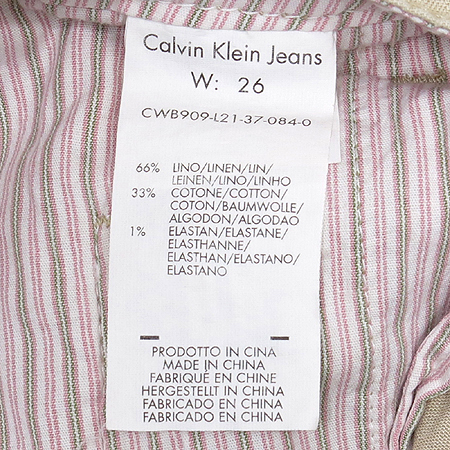 Calvin Klein Jeans
W: 26
CWB909-L21-37-084-0
66% LINO/LINEN/LIN/
LEINEN/LINO/LINHO
33% COTONE/COTTON/
COTON/BAUMWOLLE/
ALGODON/ALGODAO
1% ELASTAN/ELASTANE/
ELASTHANNE/
ELASTHAN/ELASTANO/
ELASTANO
PRODOTTO IN CINA
MADE IN CHINA
FABRIQUÉ EN CHINE
HERGESTELLT IN CHINA
FABRICADO EN CHINA
FABRICADO EM CHINA